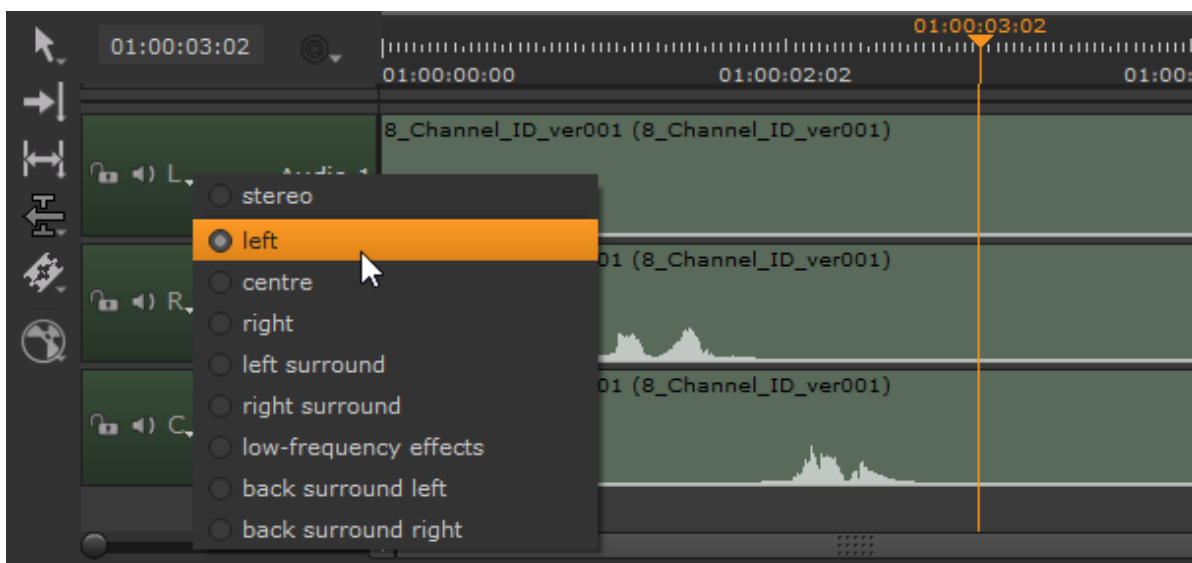 01:00:03:02
01:00:03:02
01:00:00:00 01:00:02:02 01:00:
8_Channel_ID_ver001 (8_Channel_ID_ver001)
L
stereo
left
01 (8_Channel_ID_ver001)
centre
R
right
left surround
01 (8_Channel_ID_ver001)
right surround
C
low-frequency effects
back surround left
back surround right